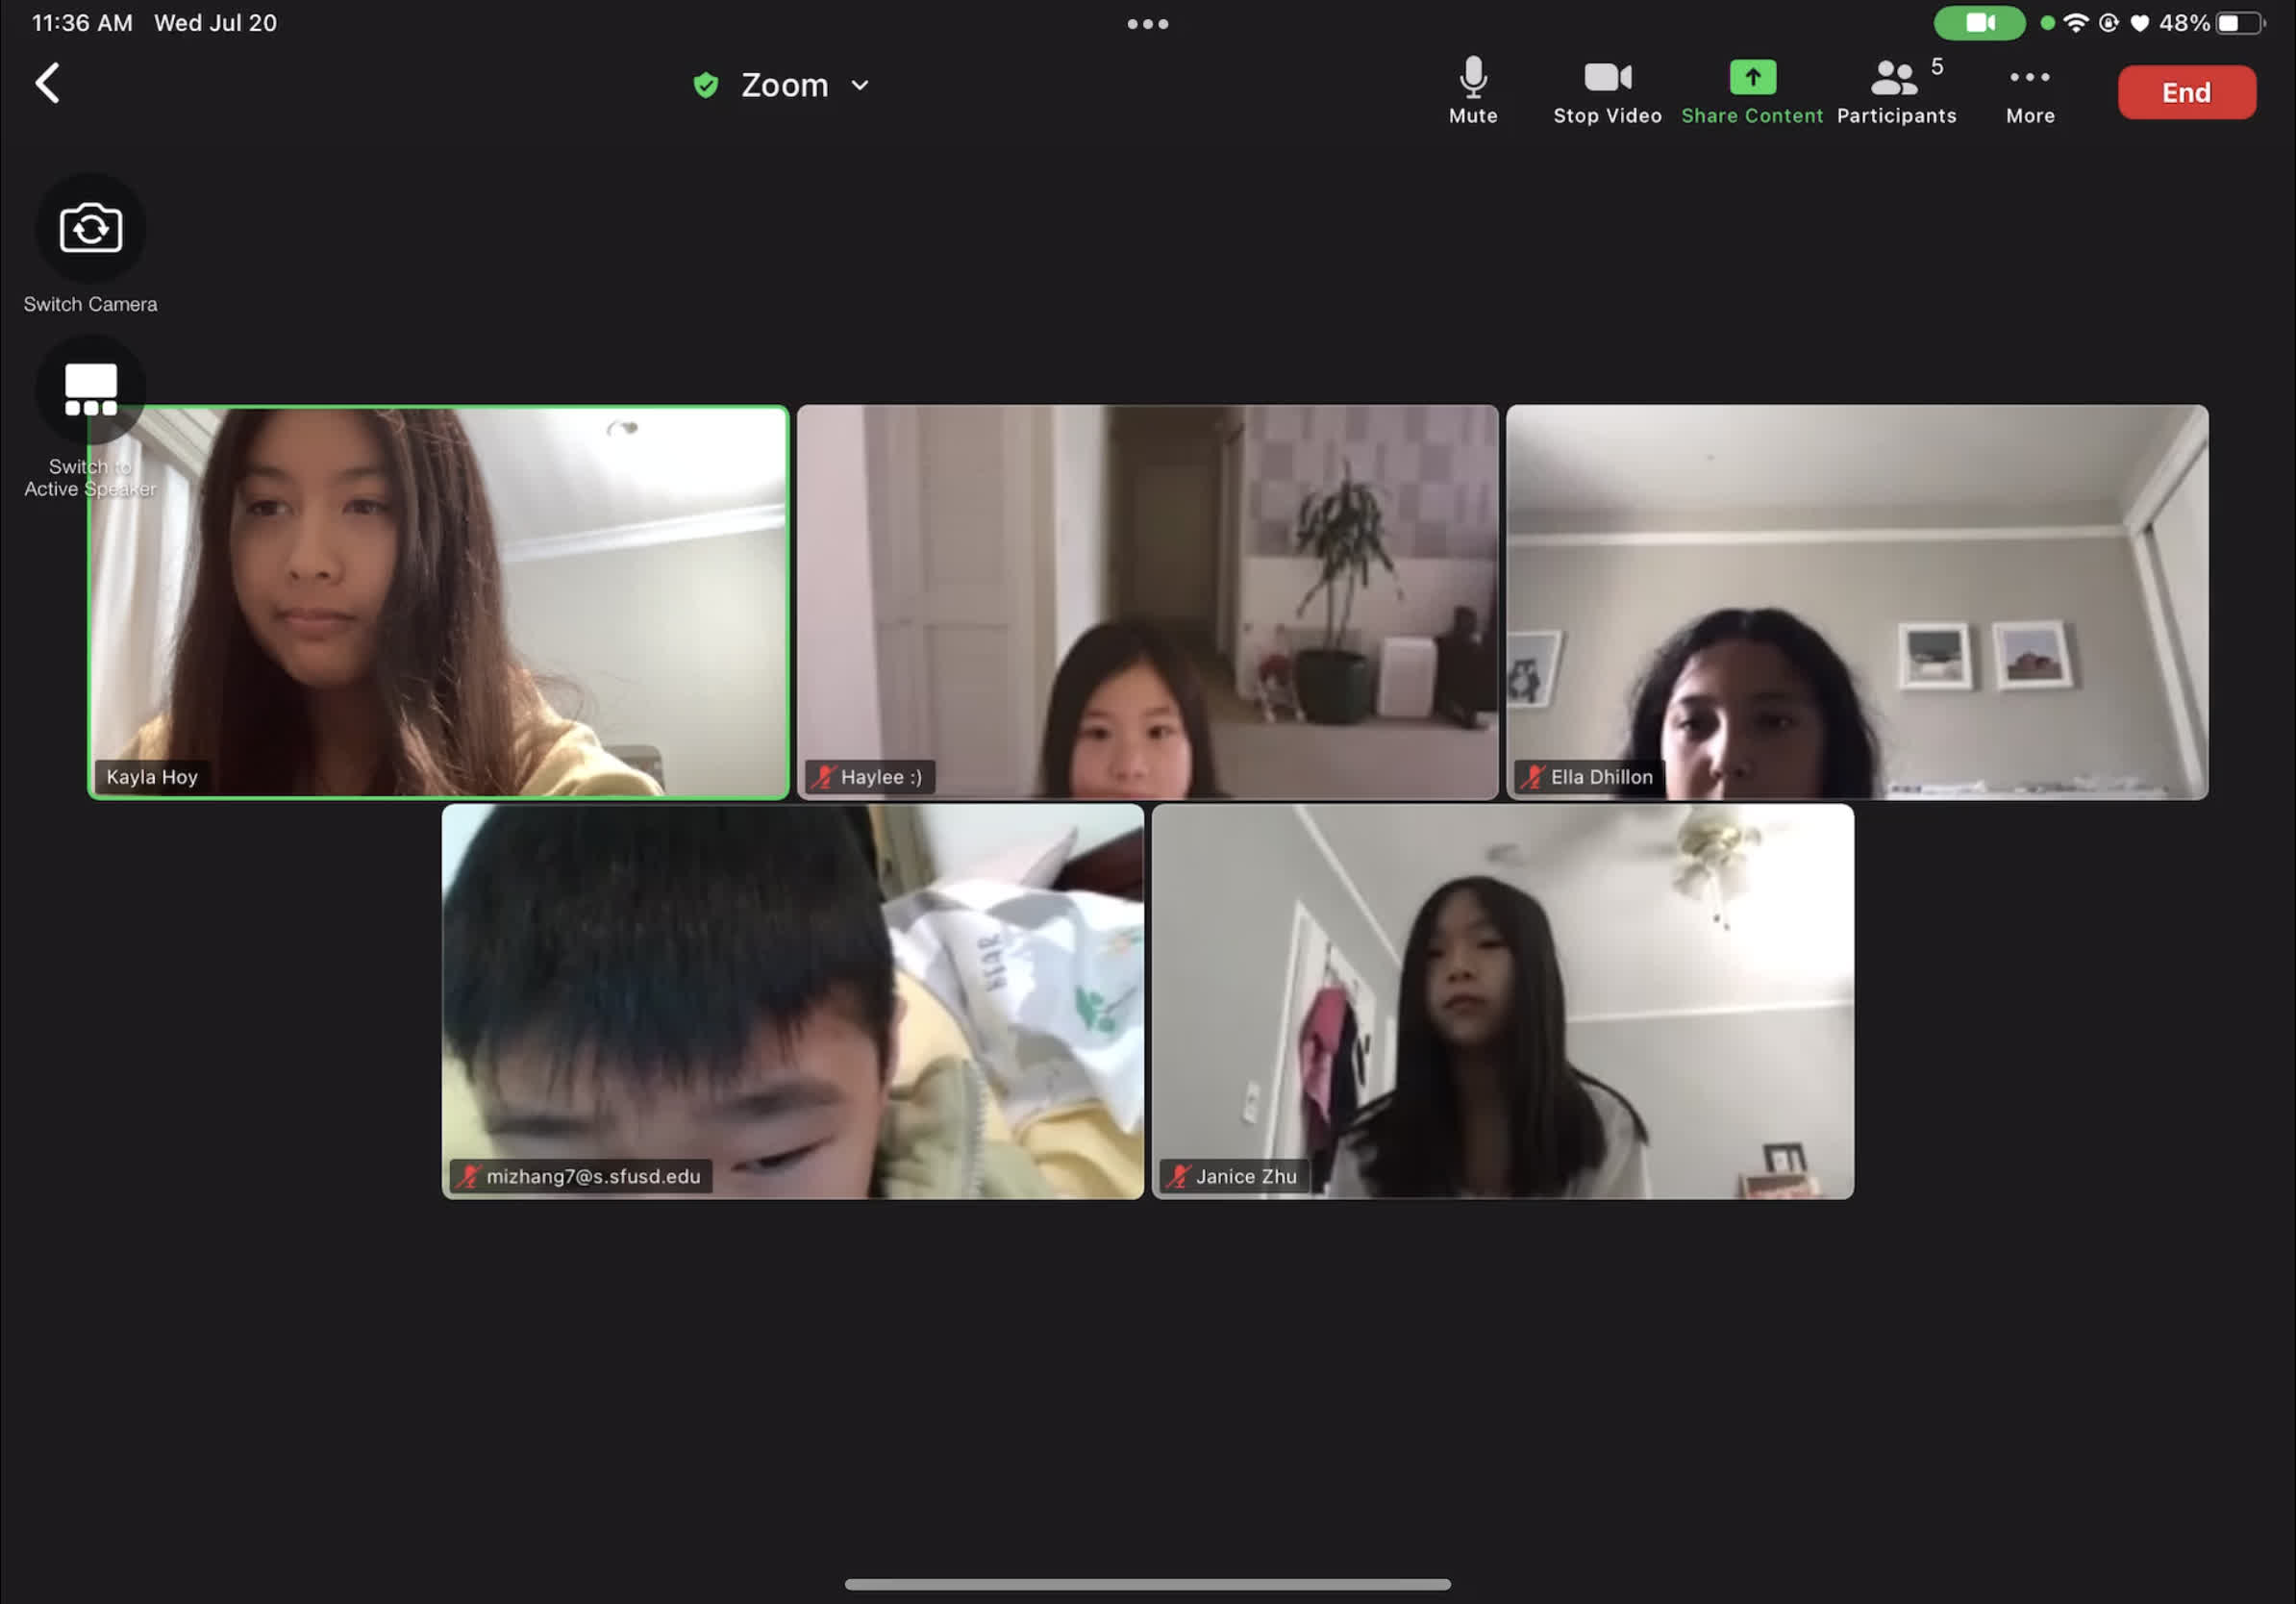 11:36 AM Wed Jul 20
48%
Zoom
Mute
Stop Video
Share Content
Participants
5
More
End
Switch Camera
Switch to
Active Speaker
Kayla Hoy
Haylee :)
Ella Dhillon
BEAR
mizhang7@s.sfusd.edu
Janice Zhu